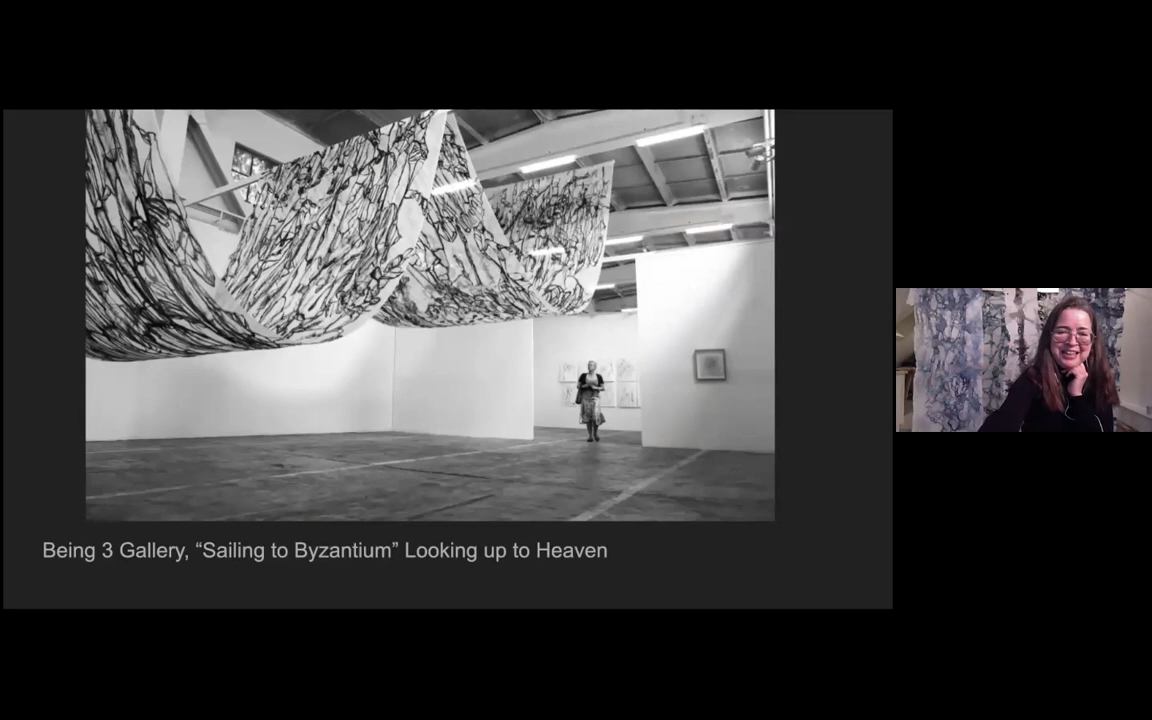 Being 3 Gallery, “Sailing to Byzantium” Looking up to Heaven